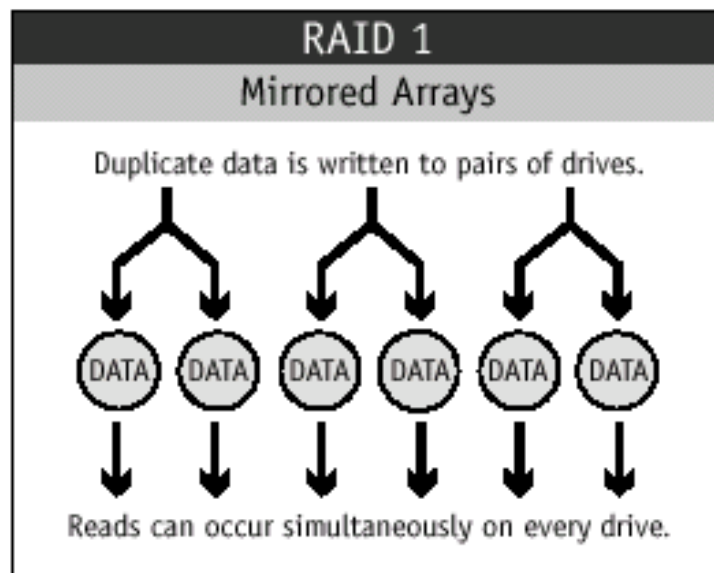 RAID 1
Mirrored Arrays
Duplicate data is written to pairs of drives.
DATA DATA DATA DATA DATA DATA
Reads can occur simultaneously on every drive.